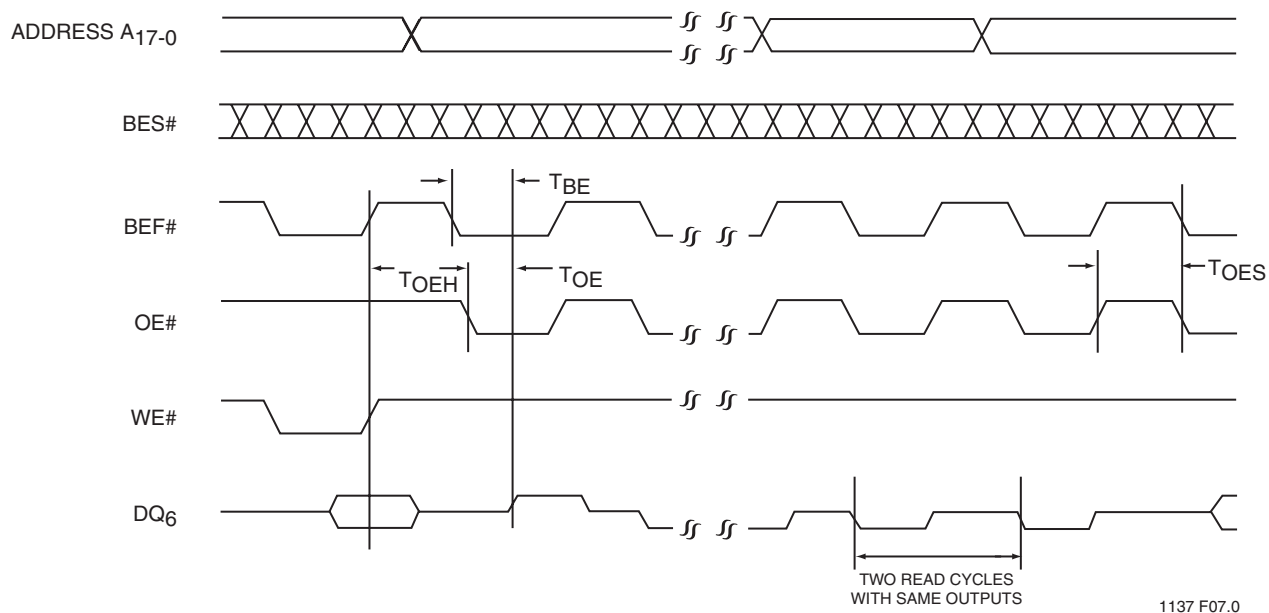 ADDRESS A17-0
BES#
TBE
BEF#
TOEH
TOE
TOES
OE#
WE#
DQ6
TWO READ CYCLES
WITH SAME OUTPUTS
1137 F07.0